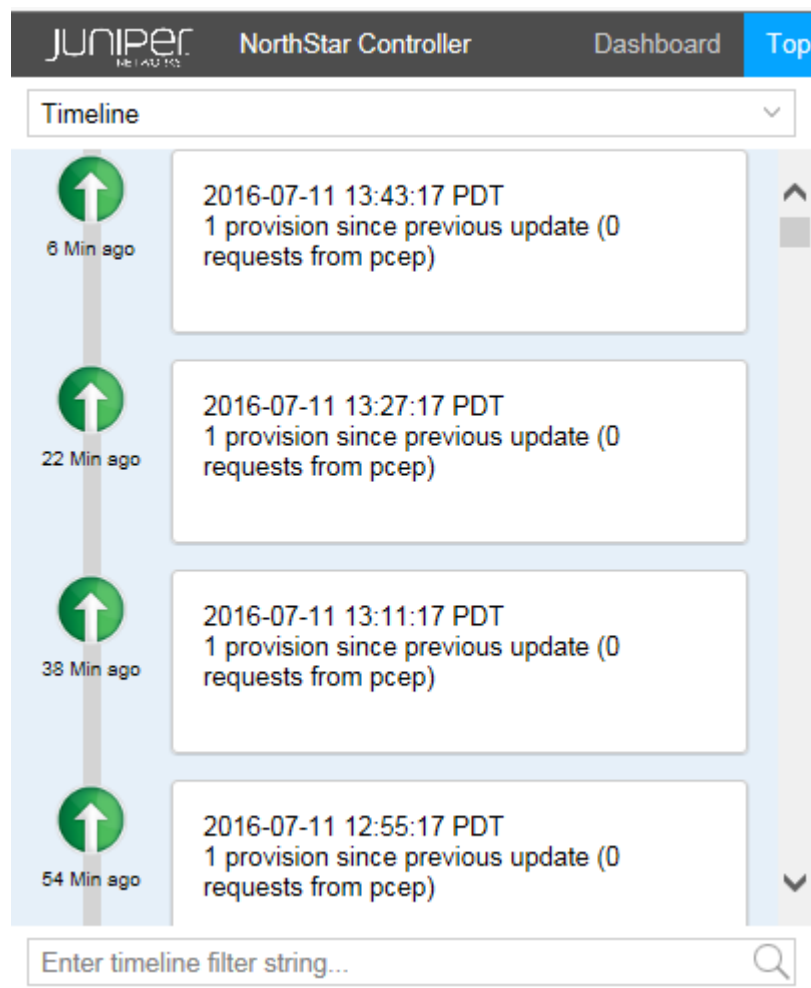 JUNIPER NETWORKS NorthStar Controller Dashboard Top
Timeline
6 Min ago
2016-07-11 13:43:17 PDT
1 provision since previous update (0
requests from pcep)
22 Min ago
2016-07-11 13:27:17 PDT
1 provision since previous update (0
requests from pcep)
38 Min ago
2016-07-11 13:11:17 PDT
1 provision since previous update (0
requests from pcep)
54 Min ago
2016-07-11 12:55:17 PDT
1 provision since previous update (0
requests from pcep)
Enter timeline filter string...